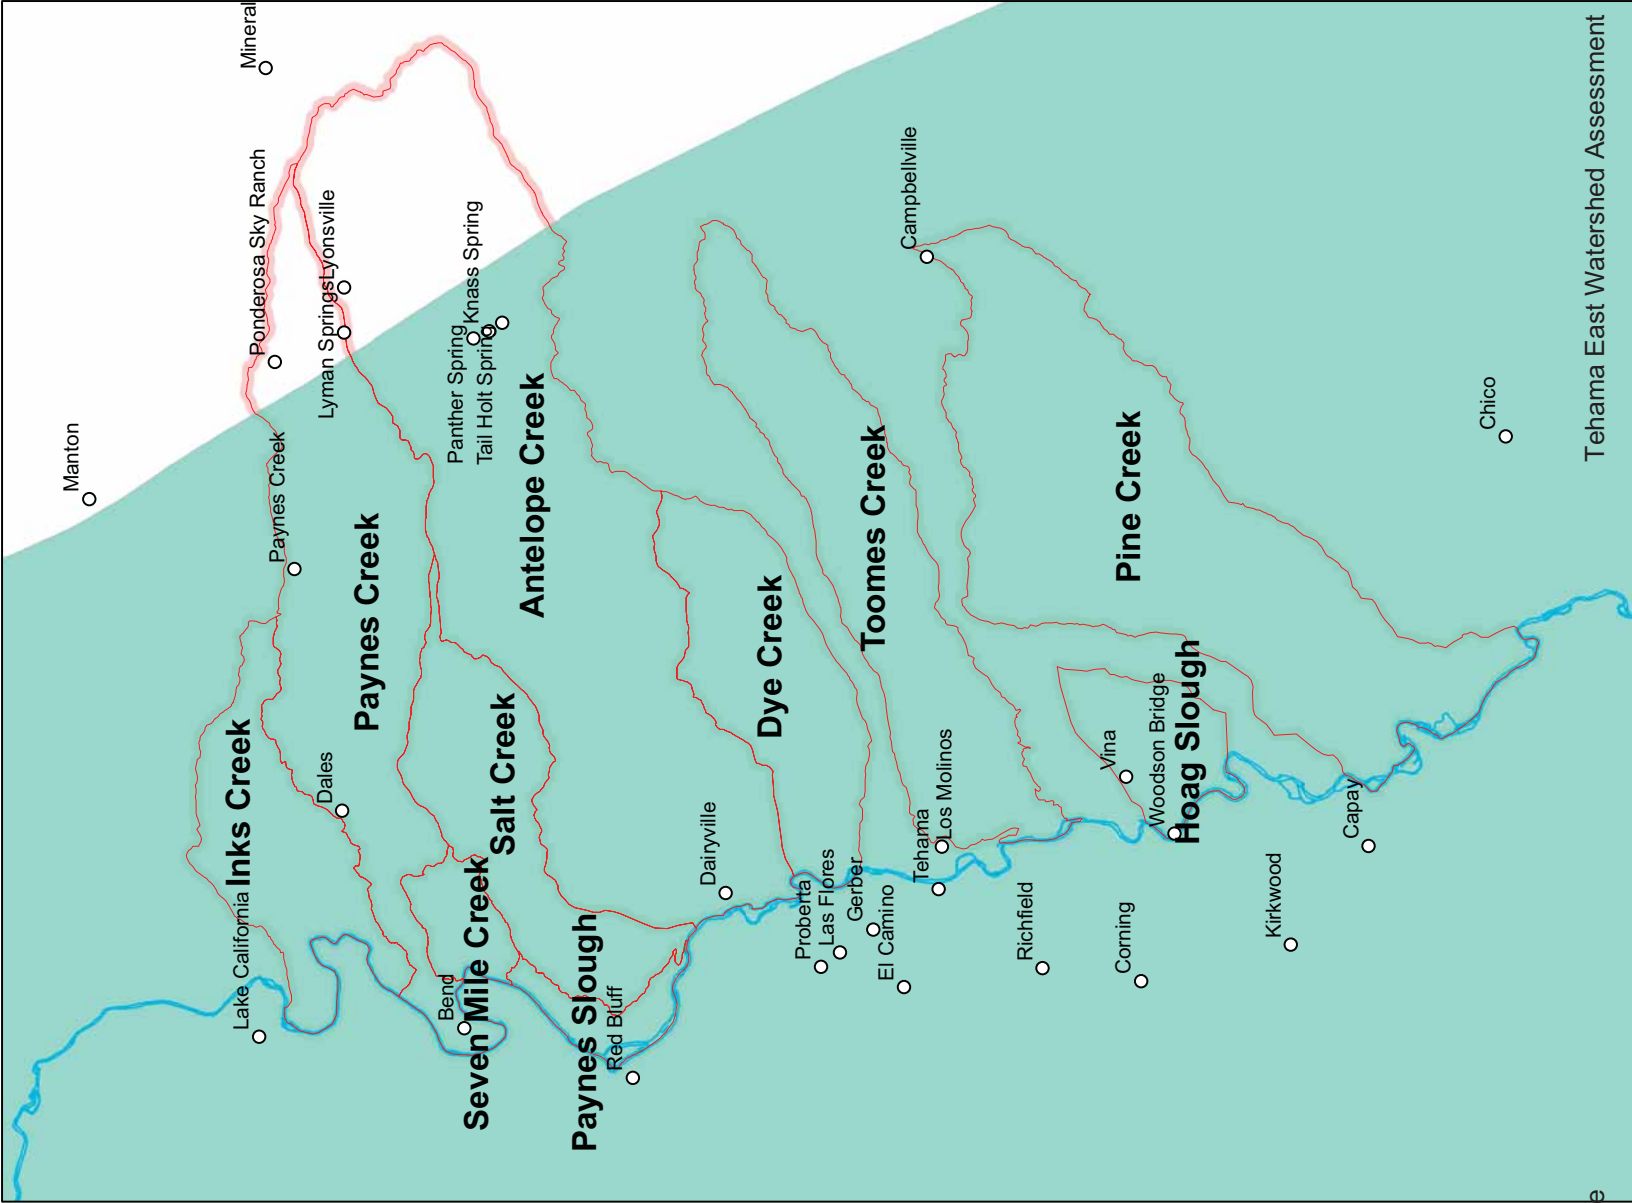 Mineral
Ponderosa Sky Ranch
Manton
Lyonsville
Lyman Springs
Knass Spring
Panther Spring
Tail Holt Spring
Paynes Creek
Campbellville
Chico
Paynes Creek
Antelope Creek
Toomes Creek
Pine Creek
Dye Creek
Inks Creek
Salt Creek
Hoag Slough
Dales
Lake California
Bend
Seven Mile Creek
Paynes Slough
Red Bluff
Dairyville
Proberta
Las Flores
Gerber
El Camino
Tehama
Los Molinos
Vina
Woodson Bridge
Richfield
Corning
Kirkwood
Capay
Tehama East Watershed Assessment
e